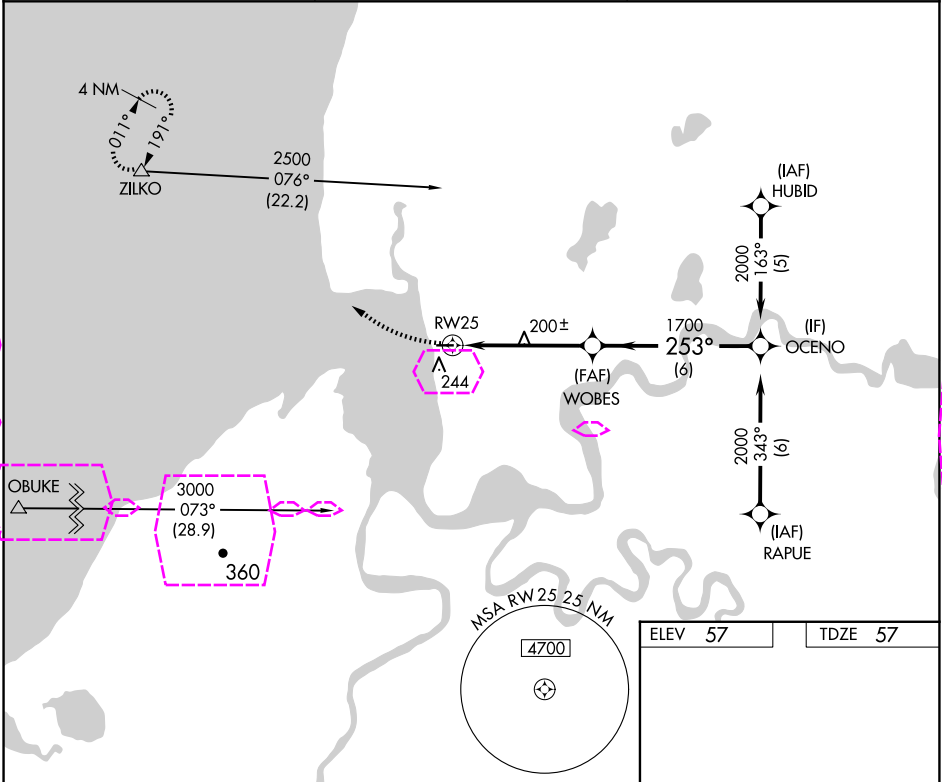 4 NM
011°
191°
ZILKO
2500
076°
(22.2)
(IAF)
HUBID
2000
163°
(5)
RW25
200±
1700
253°
(6)
(IF)
OCENO
244
(FAF)
WOBES
2000
343°
(6)
OBUKE
3000
073°
(28.9)
360
(IAF)
RAPUE
MSA RW 25 25 NM
4700
ELEV 57
TDZE 57